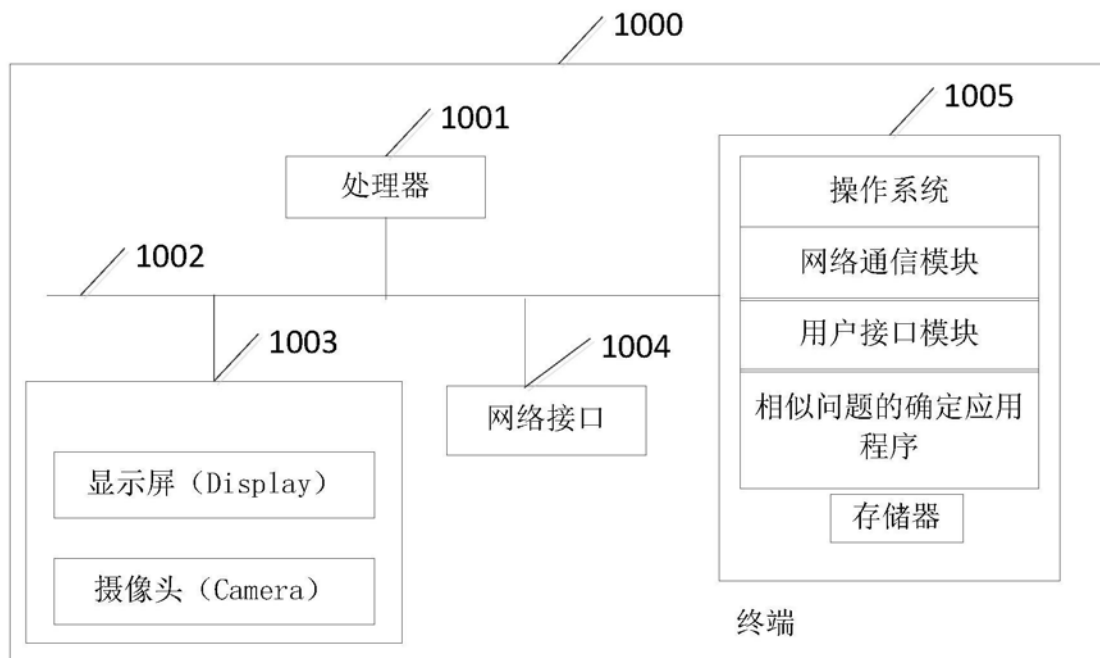 1000
1001
1005
处理器
操作系统
1002
网络通信模块
1003
1004
用户接口模块
网络接口
相似问题的确定应用
程序
显示屏（Display）
存储器
摄像头（Camera）
终端